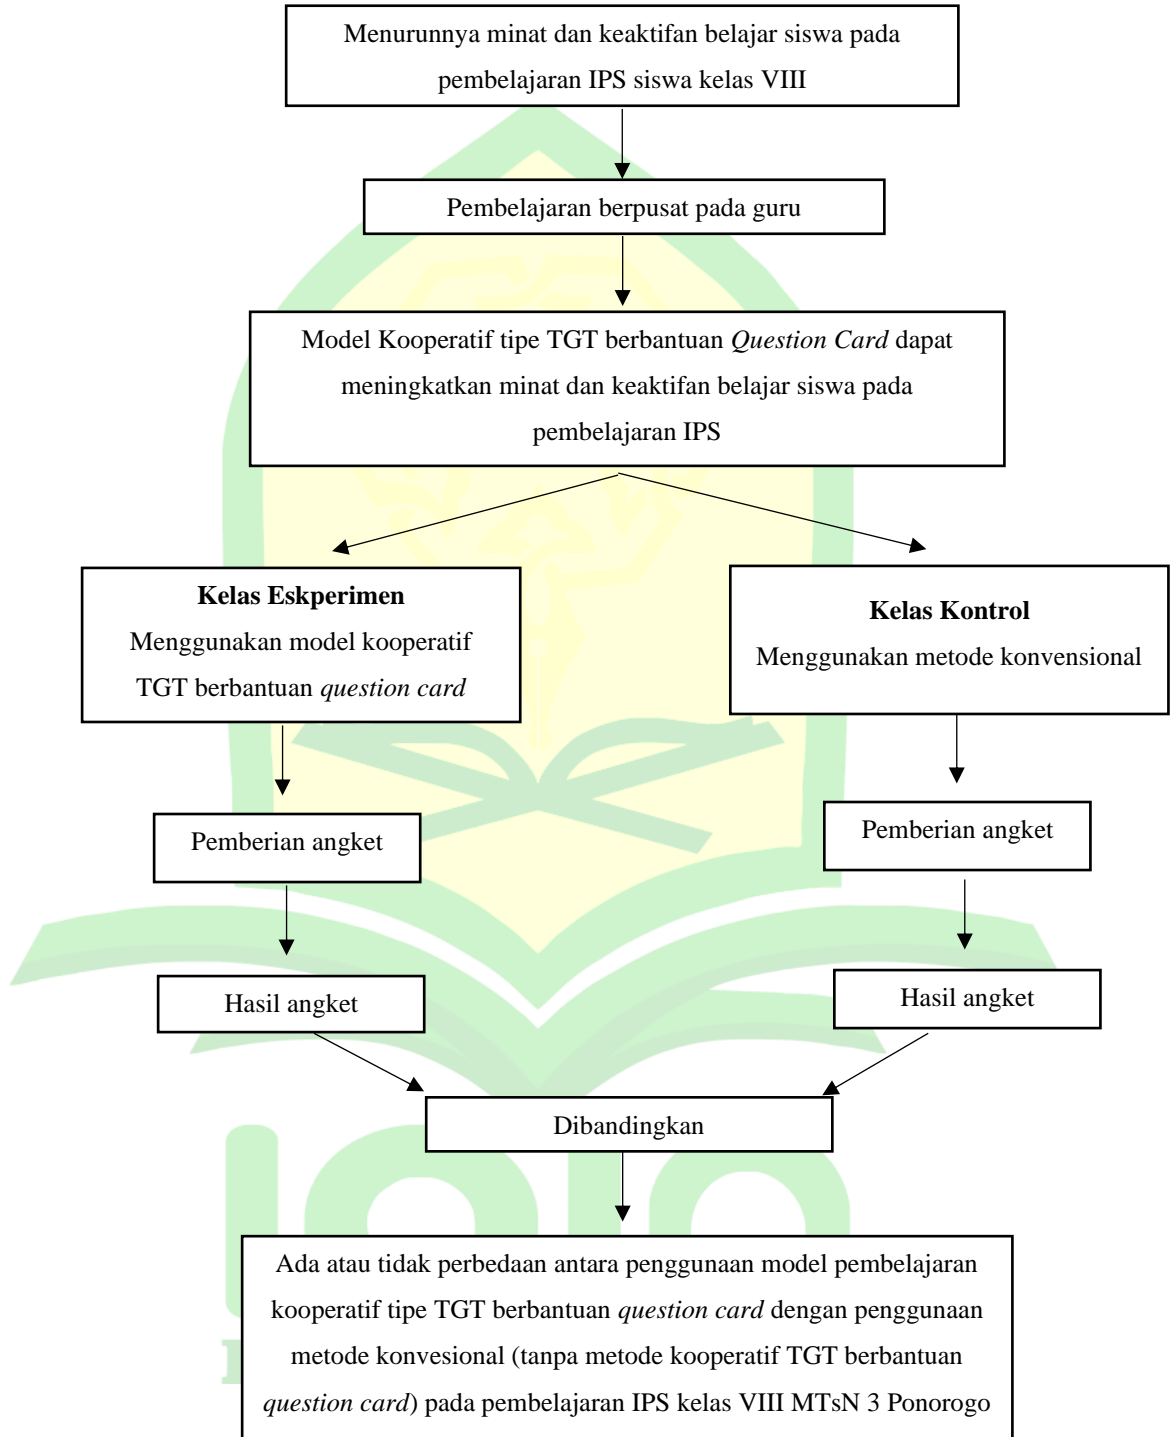 Menurunnya minat dan keaktifan belajar siswa pada
pembelajaran IPS siswa kelas VIII
Pembelajaran berpusat pada guru
Model Kooperatif tipe TGT berbantuan Question Card dapat
meningkatkan minat dan keaktifan belajar siswa pada
pembelajaran IPS
Kelas Eskperimen
Menggunakan model kooperatif
TGT berbantuan question card
Kelas Kontrol
Menggunakan metode konvensional
Pemberian angket
Pemberian angket
Hasil angket
Hasil angket
Dibandingkan
Ada atau tidak perbedaan antara penggunaan model pembelajaran
kooperatif tipe TGT berbantuan question card dengan penggunaan
metode konvesional (tanpa metode kooperatif TGT berbantuan
question card) pada pembelajaran IPS kelas VIII MTsN 3 Ponorogo